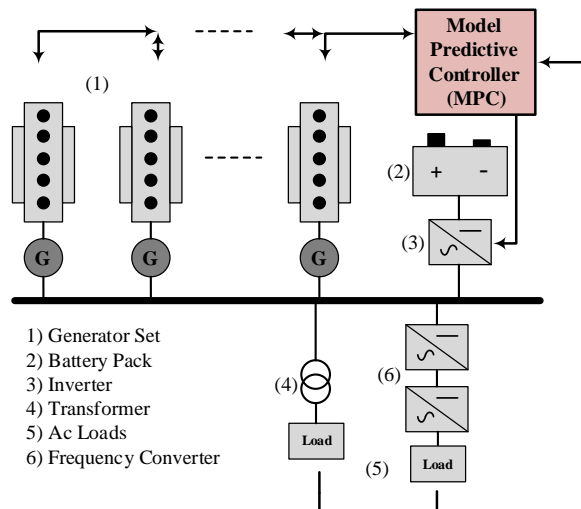 Model
Predictive
Controller
(MPC)
(1)
(2)
+ -
(3)
G
G
G
1) Generator Set
2) Battery Pack
3) Inverter
4) Transformer
5) Ac Loads
6) Frequency Converter
(4)
(6)
Load
Load
(5)